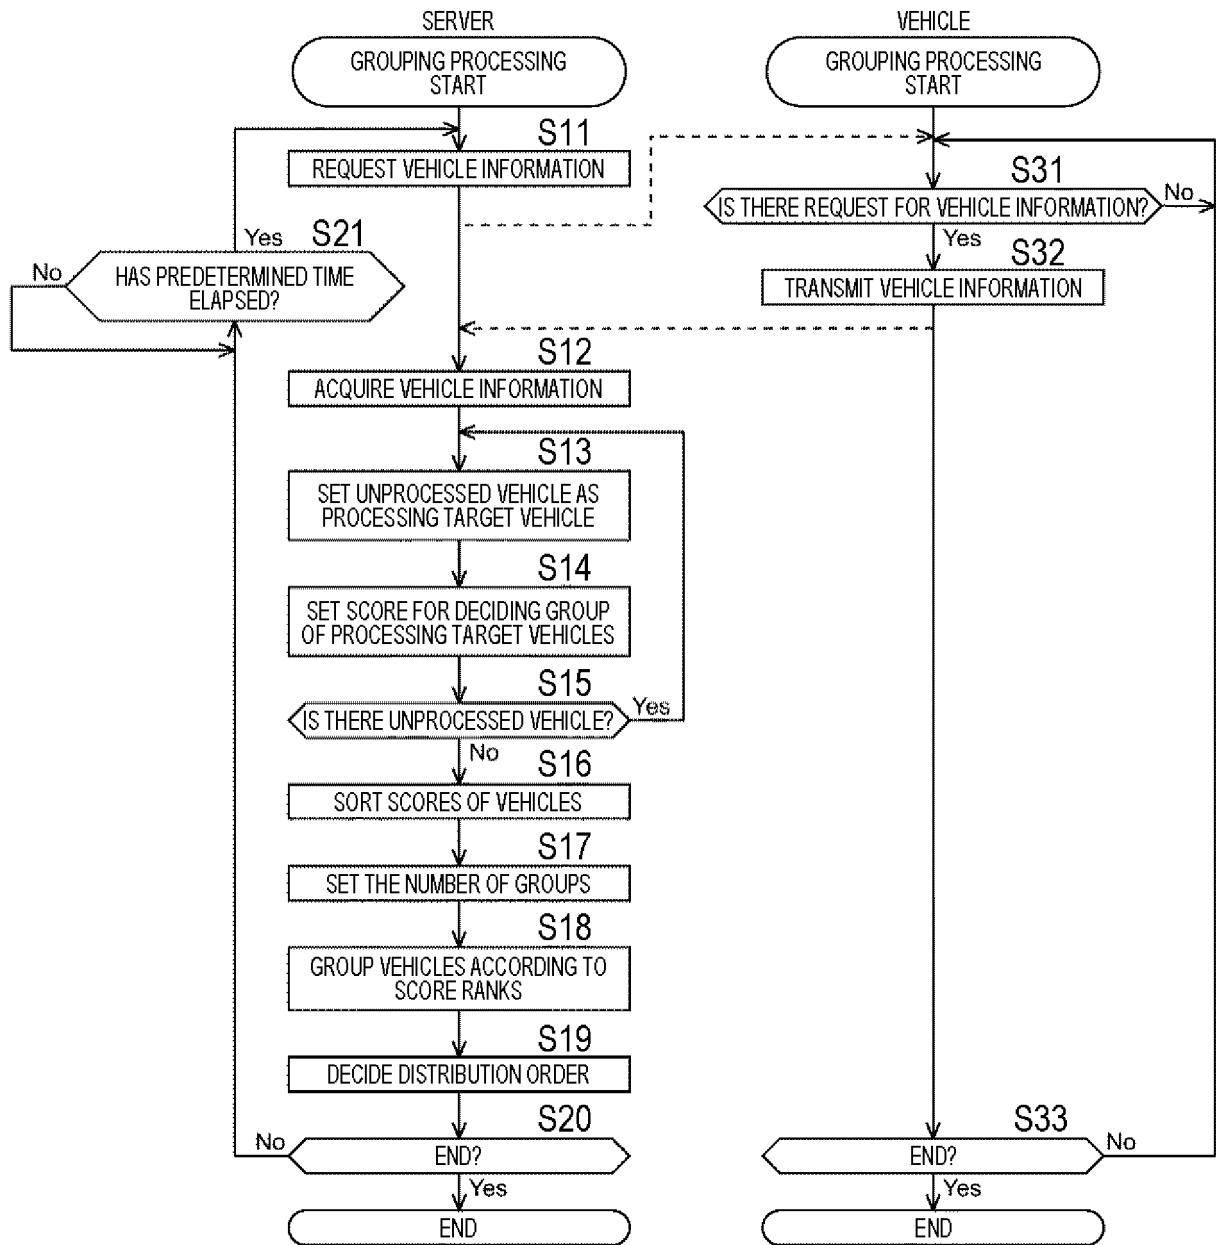 SERVER
GROUPING PROCESSING
START
S11
REQUEST VEHICLE INFORMATION
Yes
S21
No
HAS PREDETERMINED TIME
ELAPSED?
S12
ACQUIRE VEHICLE INFORMATION
S13
SET UNPROCESSED VEHICLE AS
PROCESSING TARGET VEHICLE
S14
SET SCORE FOR DECIDING GROUP
OF PROCESSING TARGET VEHICLES
S15
IS THERE UNPROCESSED VEHICLE?
Yes
No
S16
SORT SCORES OF VEHICLES
S17
SET THE NUMBER OF GROUPS
S18
GROUP VEHICLES ACCORDING TO
SCORE RANKS
S19
DECIDE DISTRIBUTION ORDER
S20
No
END?
Yes
END
VEHICLE
GROUPING PROCESSING
START
S31
IS THERE REQUEST FOR VEHICLE INFORMATION?
No
Yes
S32
TRANSMIT VEHICLE INFORMATION
S33
END?
No
Yes
END